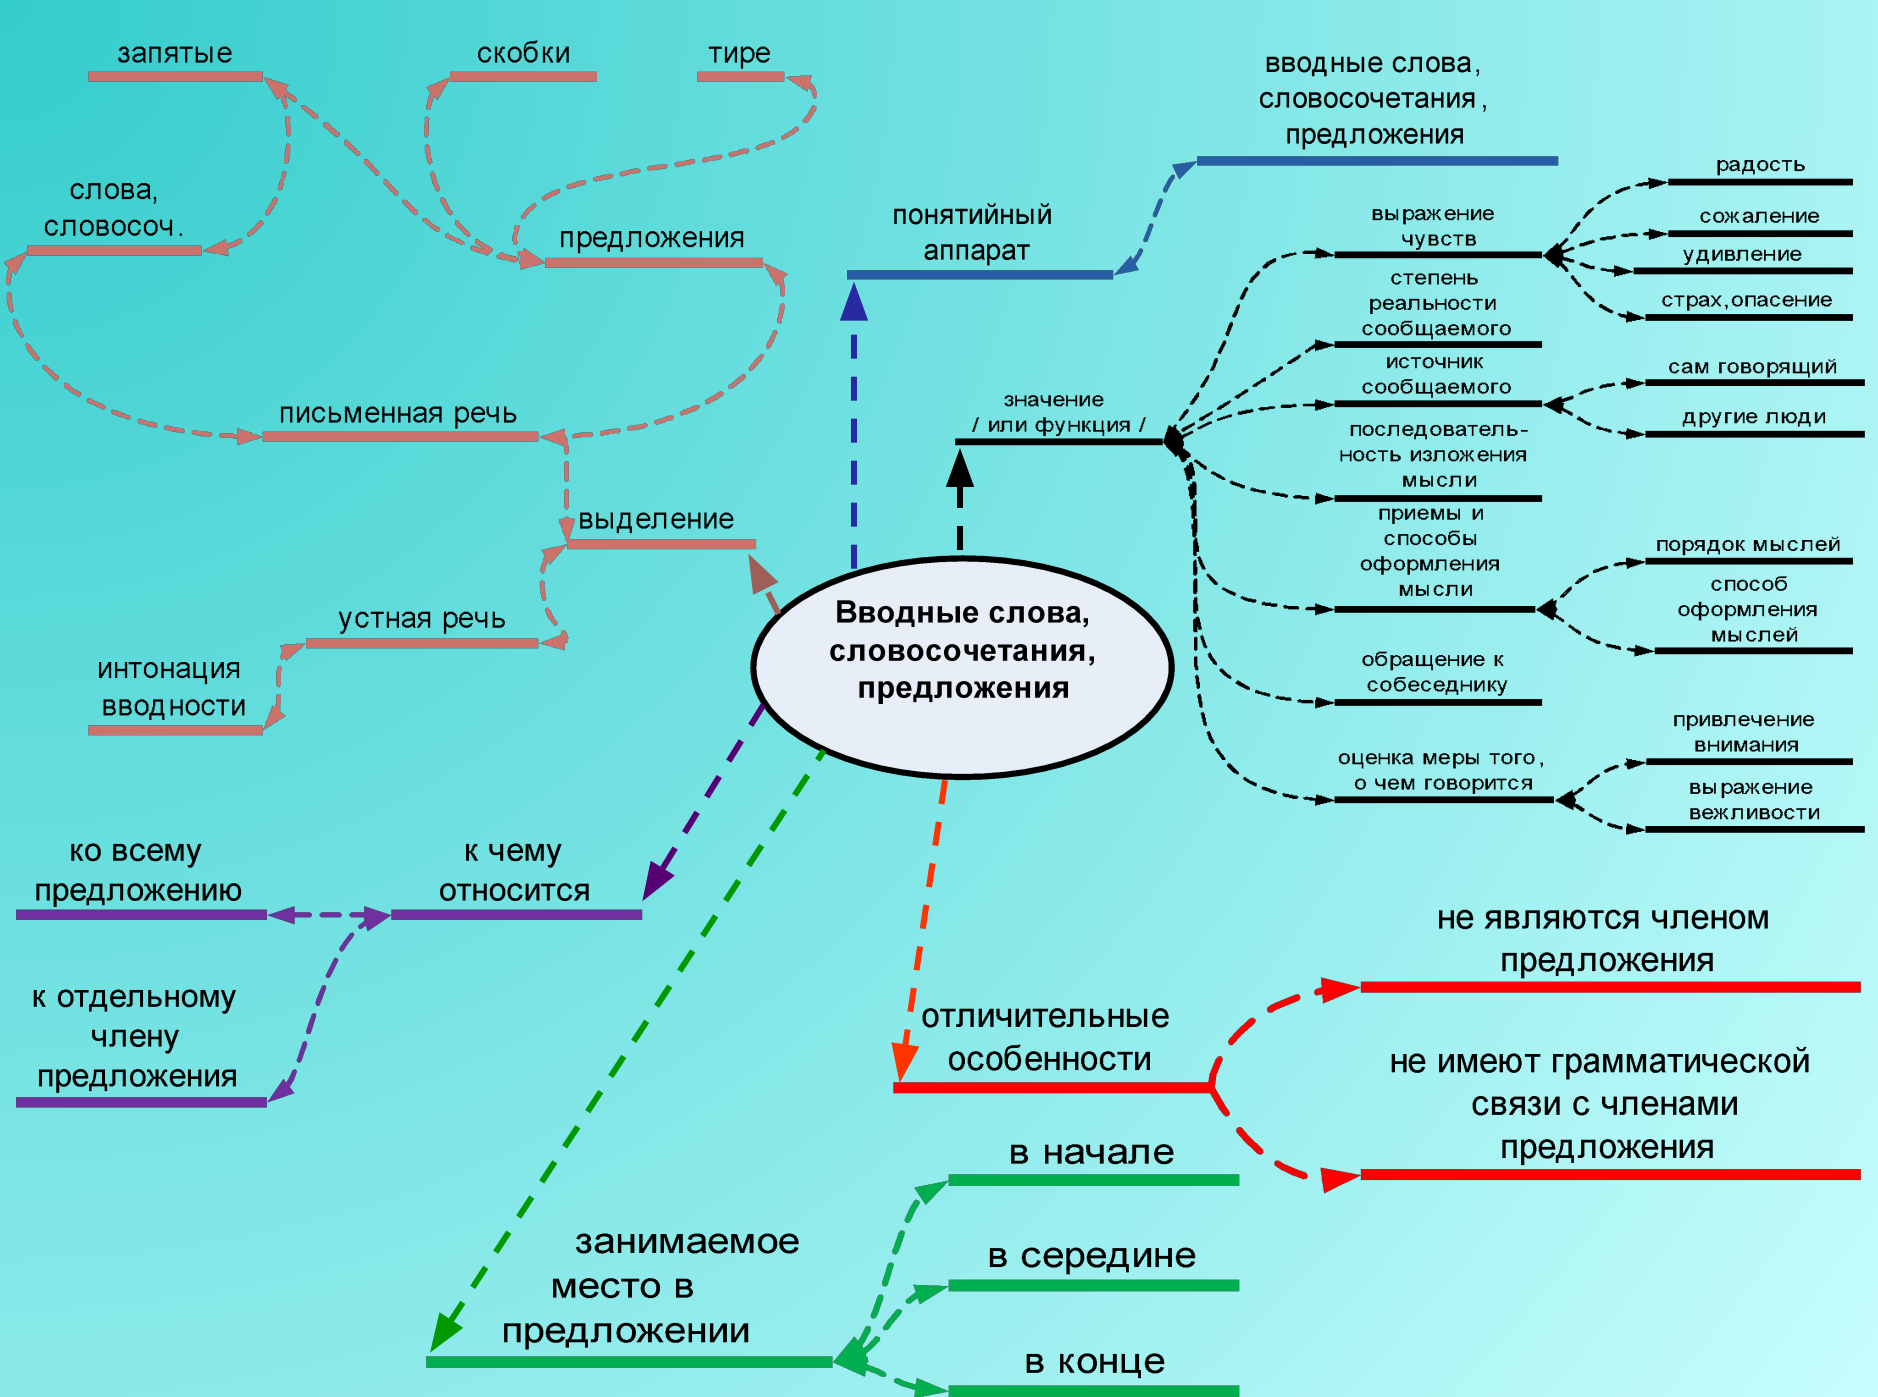 запятые
скобки
тире
вводные слова,
словосочетания,
предложения
слова,
словосоч.
предложения
понятийный
аппарат
письменная речь
выделение
устная речь
интонация
вводности
значение
/ или функция /
выражение
чувств
радость
сожаление
удивление
страх,опасение
степень
реальности
сообщаемого
источник
сообщаемого
сам говорящий
другие люди
последователь-
ность изложения
мысли
приемы и
способы
оформления
мысли
порядок мыслей
способ
оформления
мыслей
обращение к
собеседнику
оценка меры того,
о чем говорится
привлечение
внимания
выражение
вежливости
Вводные слова,
словосочетания,
предложения
ко всему
предложению
к чему
относится
к отдельному
члену
предложения
отличительные
особенности
не являются членом
предложения
не имеют грамматической
связи с членами
предложения
занимаемое
место в
предложении
в начале
в середине
в конце